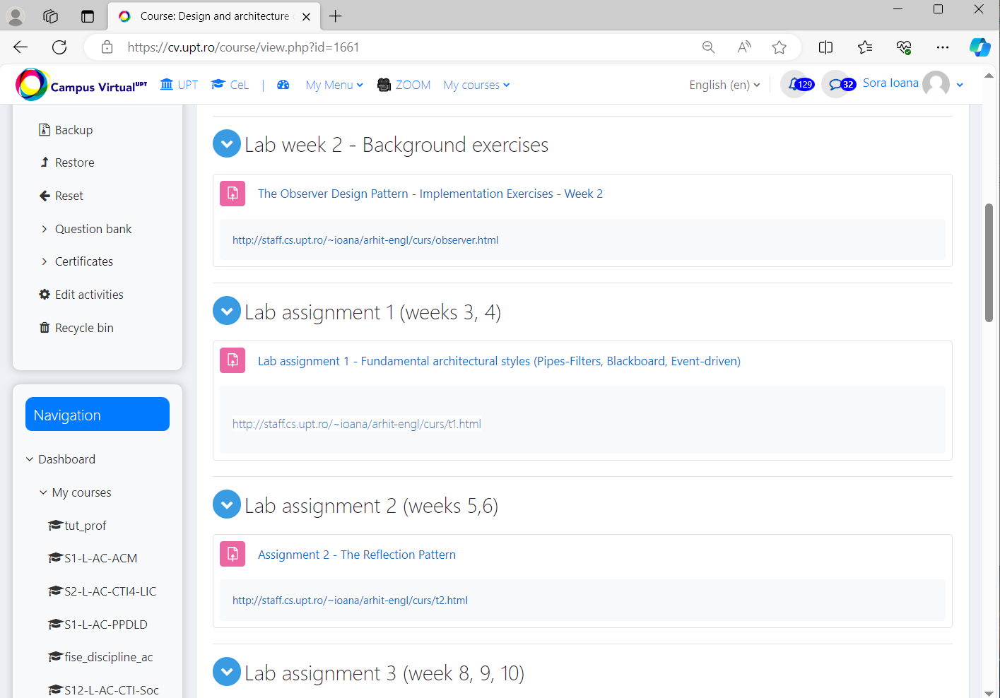 Course: Design and architecture
https://cv.upt.ro/course/view.php?id=1661
Campus VirtualUPT
UPT
CeL
|
My Menu
ZOOM
My courses
English (en)
129
32
Sora Ioana
Backup
Restore
Reset
Question bank
Certificates
Edit activities
Recycle bin
Navigation
Dashboard
My courses
tut_prof
S1-L-AC-ACM
S2-L-AC-CTI4-LIC
S1-L-AC-PPDLD
fise_discipline_ac
S12-L-AC-CTI-Soc
Lab week 2 - Background exercises
The Observer Design Pattern - Implementation Exercises - Week 2
http://staff.cs.upt.ro/~ioana/arhit-engl/curs/observer.html
Lab assignment 1 (weeks 3, 4)
Lab assignment 1 - Fundamental architectural styles (Pipes-Filters, Blackboard, Event-driven)
http://staff.cs.upt.ro/~ioana/arhit-engl/curs/t1.html
Lab assignment 2 (weeks 5,6)
Assignment 2 - The Reflection Pattern
http://staff.cs.upt.ro/~ioana/arhit-engl/curs/t2.html
Lab assignment 3 (week 8, 9, 10)